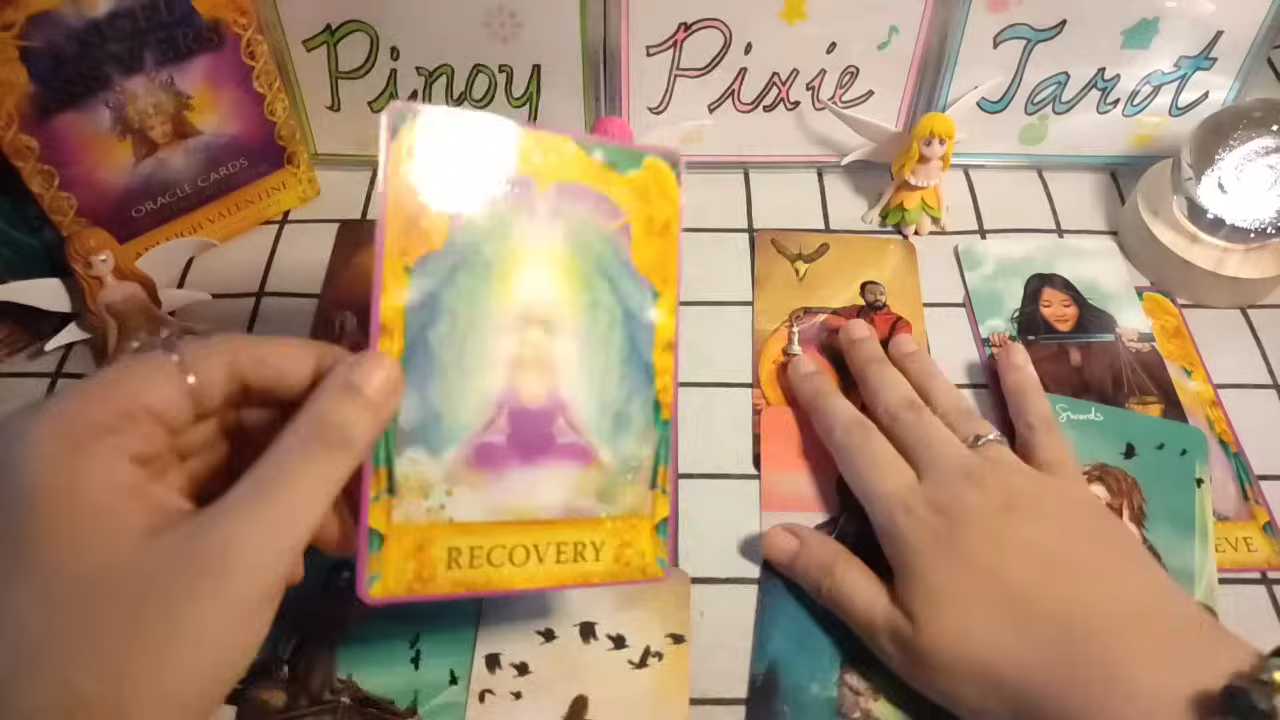 Pinoy Pixie Tarot
ORACLE CARDS
RECOVERY
Swords
EVE